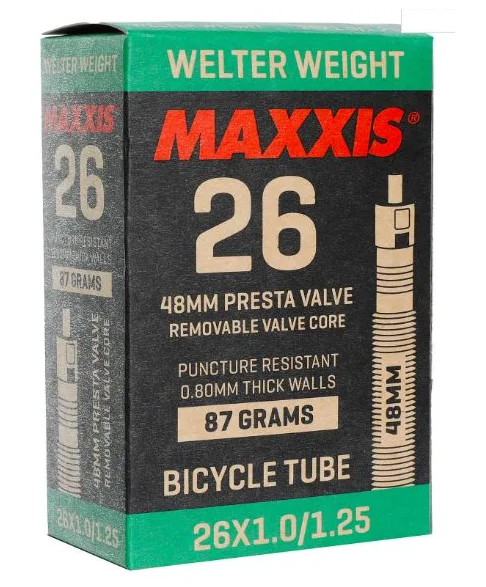 WELTER WEIGHT
MAXXIS®
26
48MM PRESTA VALVE
REMOVABLE VALVE CORE
PUNCTURE RESISTANT
0.80MM THICK WALLS
87 GRAMS
48MM
BICYCLE TUBE
26X1.0/1.25
MAXXIS
26
PUNCTURE RESISTANT
87 GRAMS
48MM PRESTA VALVE
REMOVABLE VALVE CORE
26X1.0/1.25